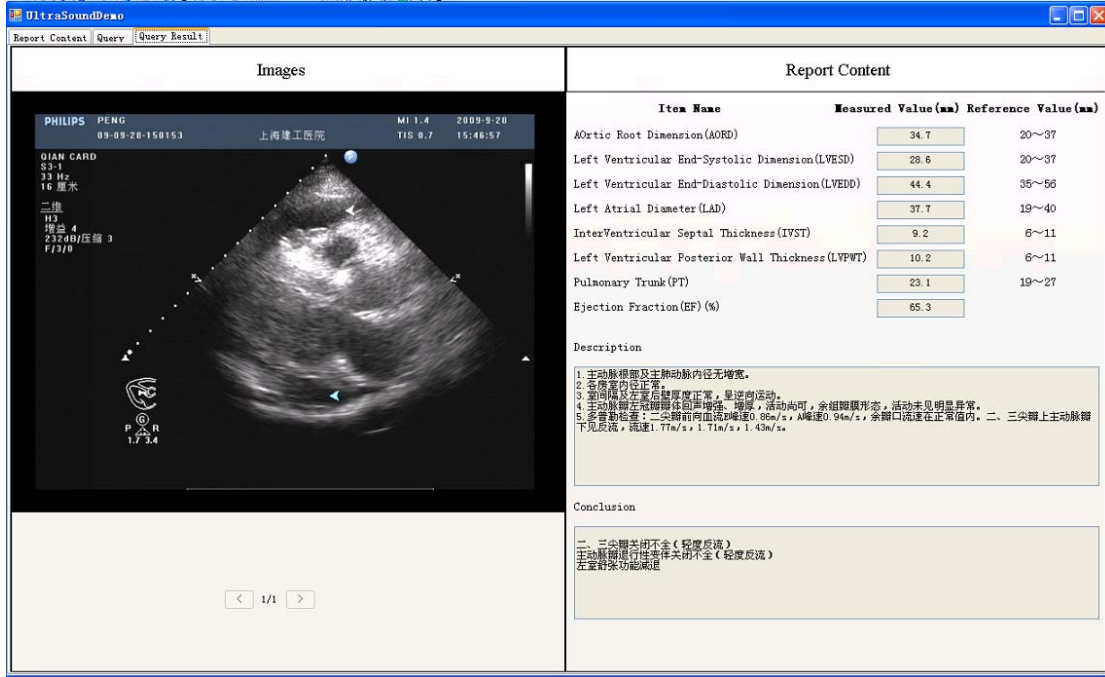 UltraSoundDemo
Report Content Query Query Result
Images
PHILIPS PENG MI 1.4 2009-9-28
09-09-28-150153 上海建工医院 TIS 0.7 15:46:57
QIAN CARD
S3-1
33 Hz
16 厘米
二维
H3
增益 4
232dB/压缩 3
F/3/0
P
G
P R
1.7 3.4
< 1/1 >
Report Content
Item Name Measured Value(mm) Reference Value(mm)
AOrtic Root Dimension(AORD) 34.7 20～37
Left Ventricular End-Systolic Dimension(LVESD) 28.6 20～37
Left Ventricular End-Diastolic Dimension(LVEDD) 44.4 35～56
Left Atrial Diameter(LAD) 37.7 19～40
InterVentricular Septal Thickness(IVST) 9.2 6～11
Left Ventricular Posterior Wall Thickness(LVPWT) 10.2 6～11
Pulmonary Trunk(PT) 23.1 19～27
Ejection Fraction(EF)(%) 65.3
Description
1.主动脉根部及主肺动脉内径无增宽。
2.各房室内径正常。
3.室间隔及左室后壁厚度正常，呈逆向运动。
4.主动脉瓣左冠瓣瓣体回声增强、增厚，活动尚可，余组瓣膜形态，活动未见明显异常。
5.多普勒检查：二尖瓣前向血流E峰速0.86m/s，A峰速0.94m/s，余瓣口流速在正常值内。二、三尖瓣上主动脉瓣
下见反流，流速1.77m/s，1.71m/s，1.43m/s。
Conclusion
二、三尖瓣关闭不全（轻度反流）
主动脉瓣退行性变伴关闭不全（轻度反流）
左室舒张功能减退